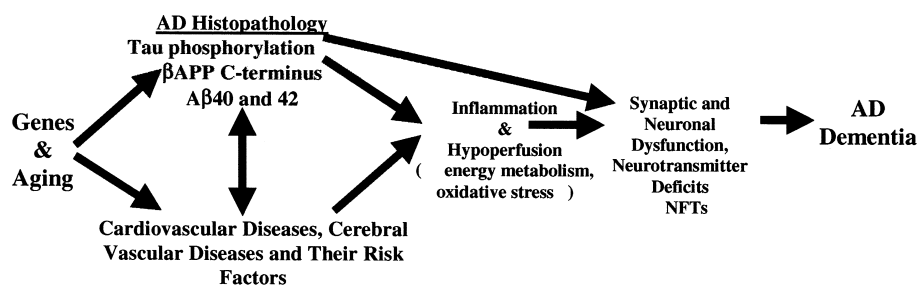 AD Histopathology
Tau phosphorylation
βAPP C-terminus
Aβ40 and 42
Genes
&
Aging
Cardiovascular Diseases, Cerebral
Vascular Diseases and Their Risk
Factors
Inflammation
&
Hypoperfusion
( energy metabolism,
oxidative stress )
Synaptic and
Neuronal
Dysfunction,
Neurotransmitter
Deficits
NFTs
AD
Dementia